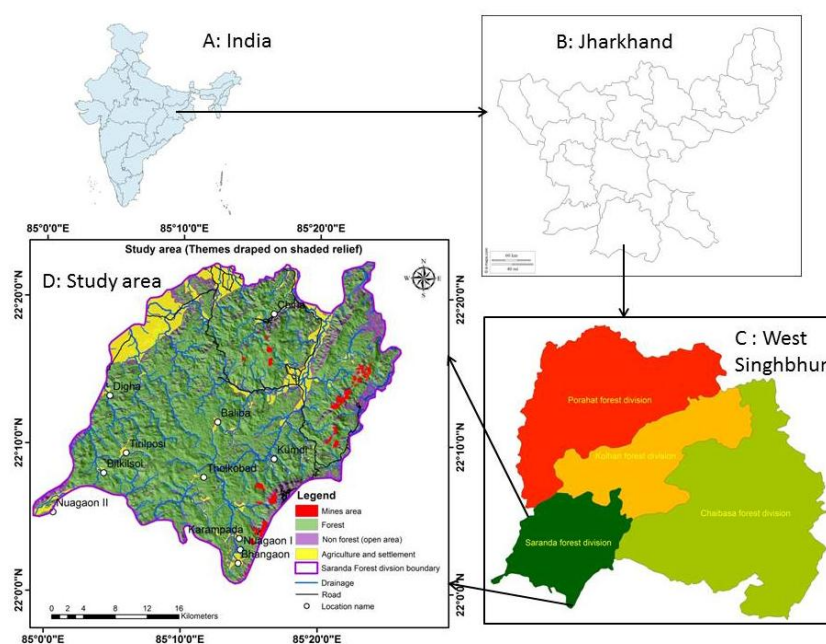 A: India
B: Jharkhand
85°0'0"E
85°10'0"E
85°20'0"E
Study area (Themes draped on shaded relief)
D: Study area
N
W
E
S
22°20'0"N
22°20'0"N
22°10'0"N
22°10'0"N
22°0'0"N
22°0'0"N
Digha
Baliba
Tirilposi
Bitkilsoi
Tholkobad
Kumdi
Nuagaon II
Karampada
Nuagaon I
Bhangaon
Legend
Mines area
Forest
Non forest (open area)
Agriculture and settlement
Saranda Forest divsion boundary
Drainage
Road
Location name
0 2 4 8 12 16
Kilometers
85°0'0"E
85°10'0"E
85°20'0"E
C : West
Singhbhum
Porahat forest division
Kolhan forest division
Chaibasa forest division
Saranda forest division